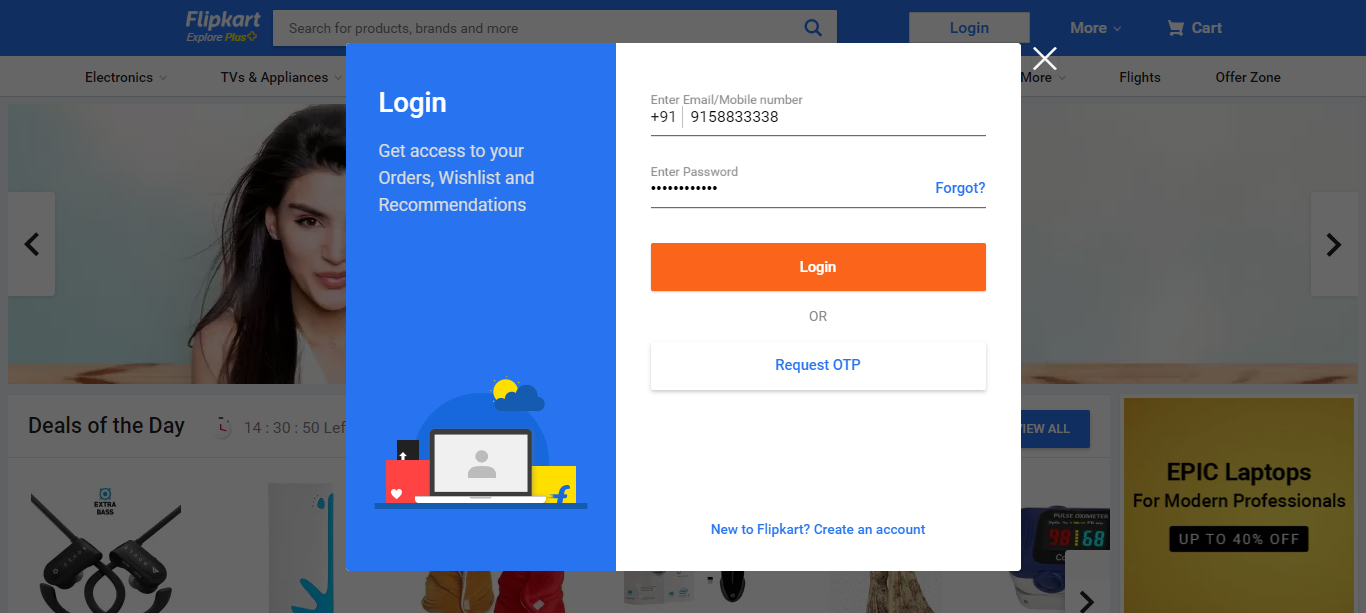 Flipkart
Explore Plus
Search for products, brands and more
Login
More
Cart
Electronics
TVs & Appliances
More
Flights
Offer Zone
Login
Get access to your
Orders, Wishlist and
Recommendations
Enter Email/Mobile number
+91 9158833338
Enter Password
••••••••••••
Forgot?
Login
OR
Request OTP
New to Flipkart? Create an account
Deals of the Day
14 : 30 : 50 Lef
VIEW ALL
EXTRA
BASS
PULSE OXIMETER
98 68
EPIC Laptops
For Modern Professionals
UP TO 40% OFF